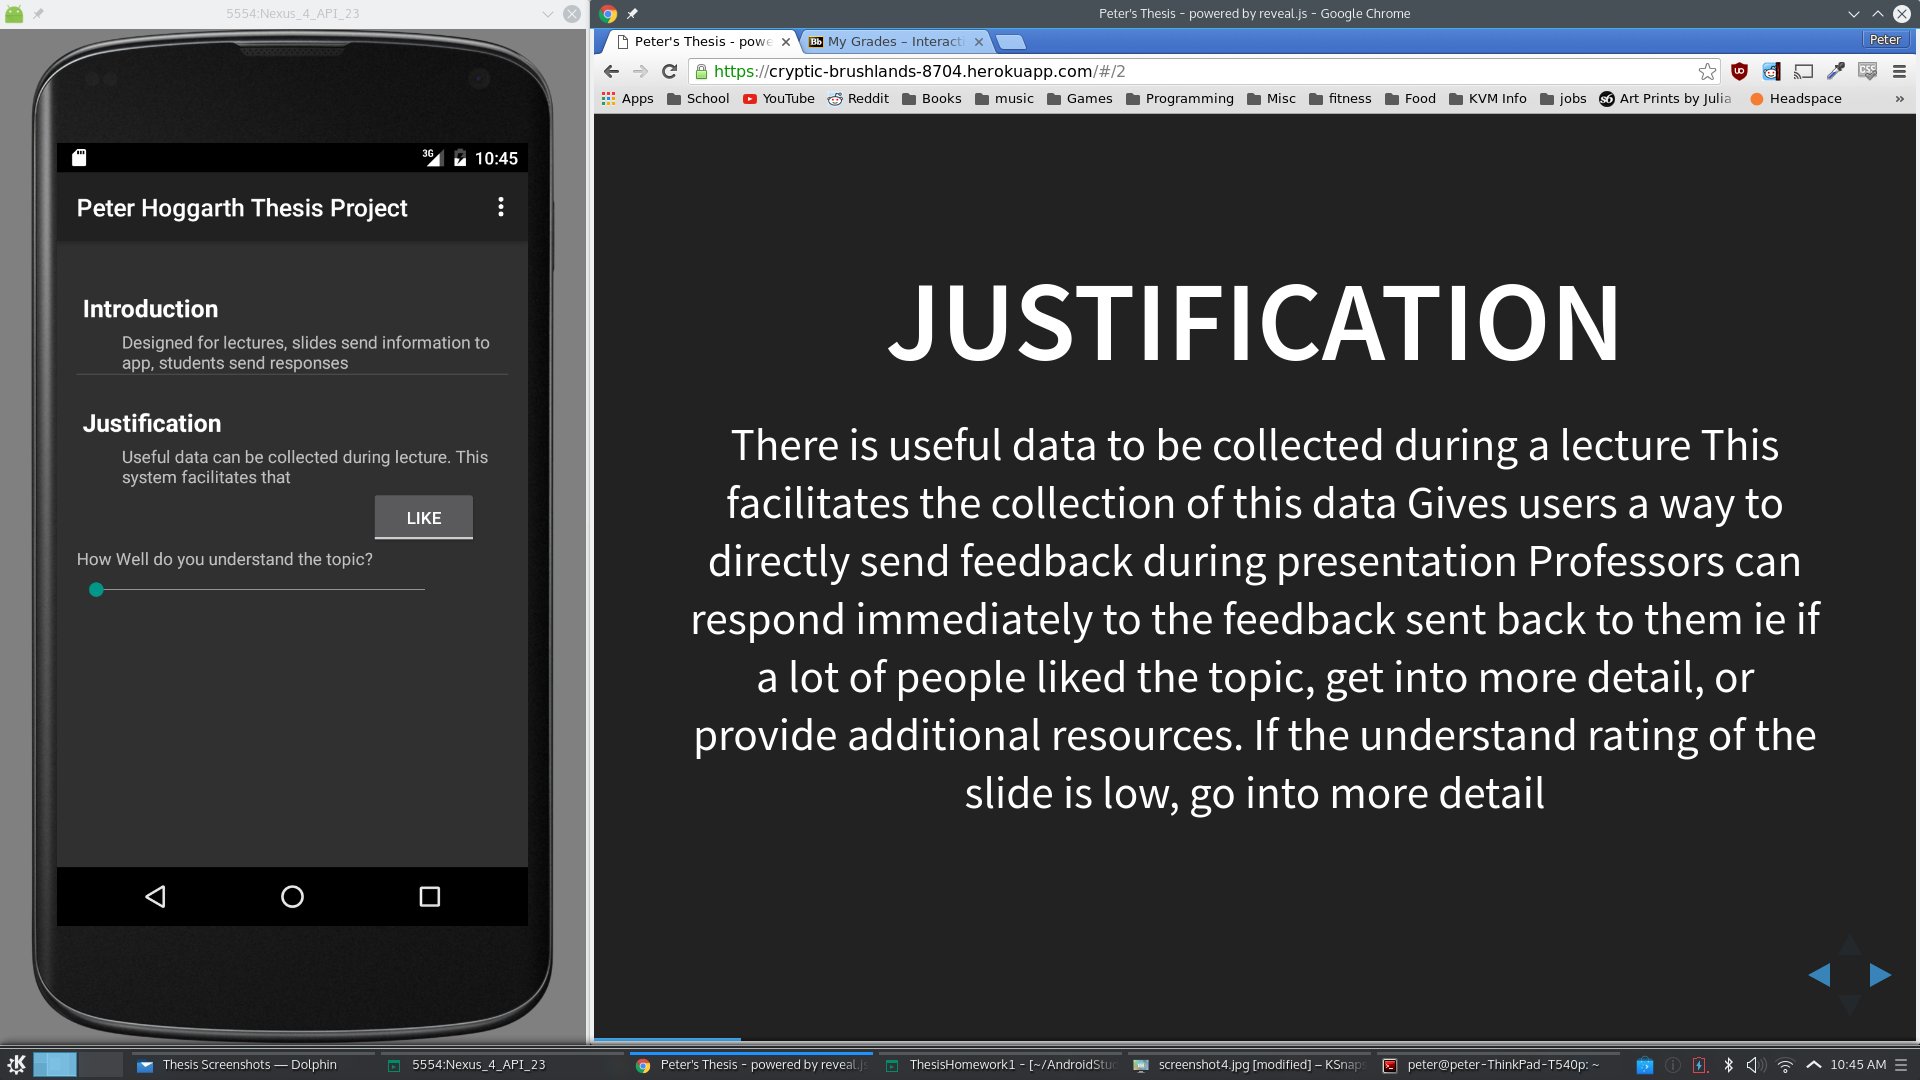 5554:Nexus_4_API_23
3G 10:45
Peter Hoggarth Thesis Project
Introduction
Designed for lectures, slides send information to
app, students send responses
Justification
Useful data can be collected during lecture. This
system facilitates that
LIKE
How Well do you understand the topic?
Peter's Thesis - powered by reveal.js - Google Chrome
Peter's Thesis - powe
Bb My Grades – Interacti
Peter
https://cryptic-brushlands-8704.herokuapp.com/#/2
Apps School YouTube Reddit Books music Games Programming Misc fitness Food KVM Info jobs Art Prints by Julia Headspace »
JUSTIFICATION
There is useful data to be collected during a lecture This
facilitates the collection of this data Gives users a way to
directly send feedback during presentation Professors can
respond immediately to the feedback sent back to them ie if
a lot of people liked the topic, get into more detail, or
provide additional resources. If the understand rating of the
slide is low, go into more detail
Thesis Screenshots — Dolphin
5554:Nexus_4_API_23
Peter's Thesis - powered by reveal.js
ThesisHomework1 - [~/AndroidStud
screenshot4.jpg [modified] – KSnaps
peter@peter-ThinkPad-T540p: ~
10:45 AM